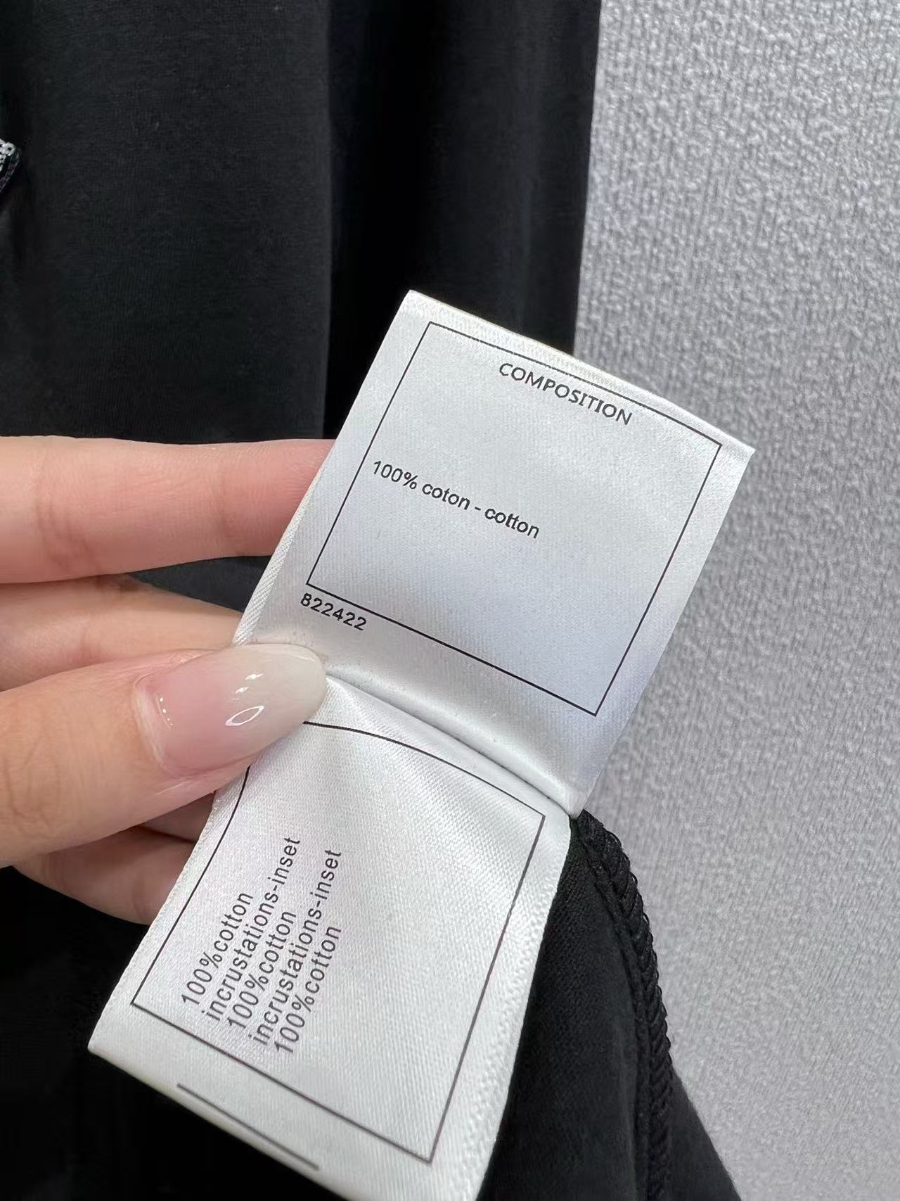 COMPOSITION
100% coton - cotton
822422
100%cotton
incrustations-inset
100%cotton
incrustations-inset
100%cotton